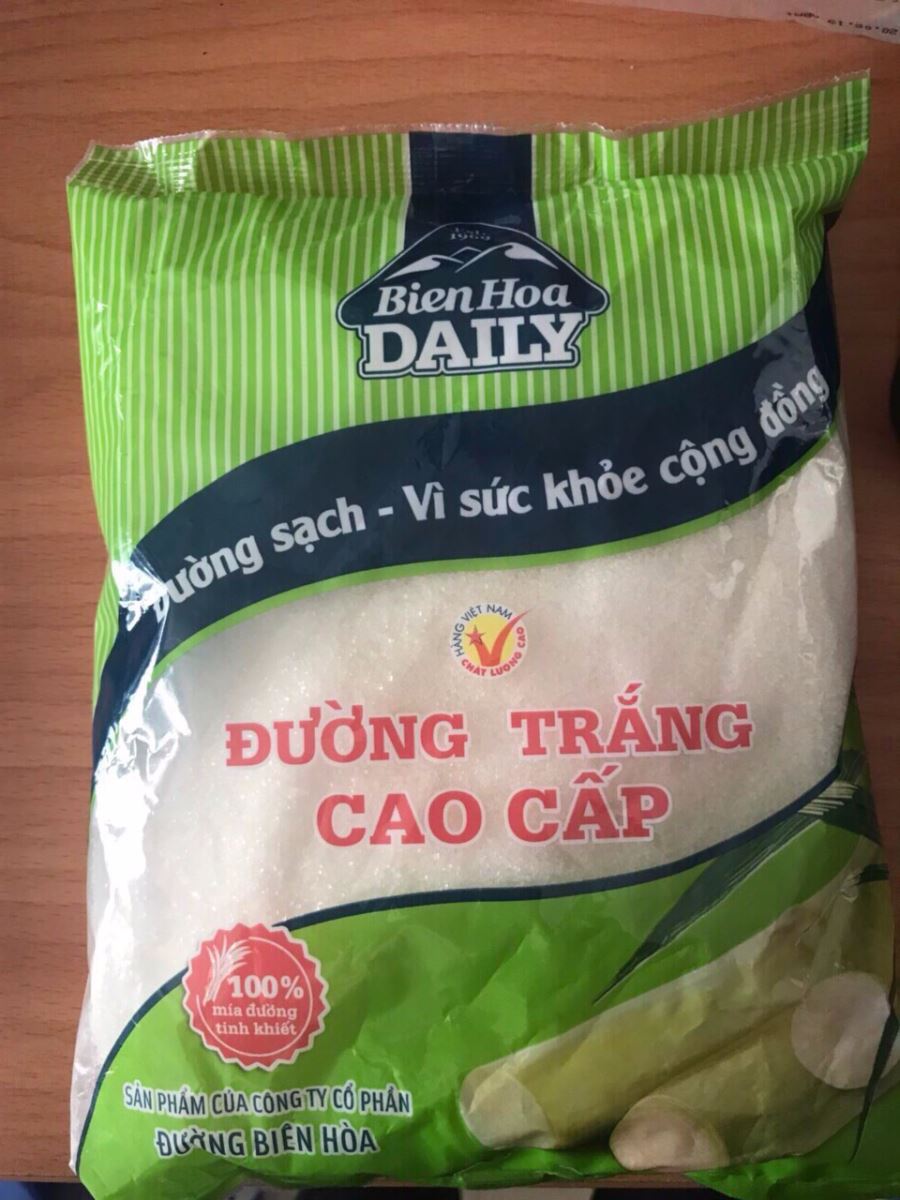 Est. 1969
Bien Hoa
DAILY
Đường sạch - Vì sức khỏe cộng đồng
HÀNG VIỆT NAM
CHẤT LƯỢNG CAO
ĐƯỜNG TRẮNG
CAO CẤP
100%
mía đường
tinh khiết
SẢN PHẨM CỦA CÔNG TY CỔ PHẦN
ĐƯỜNG BIÊN HÒA